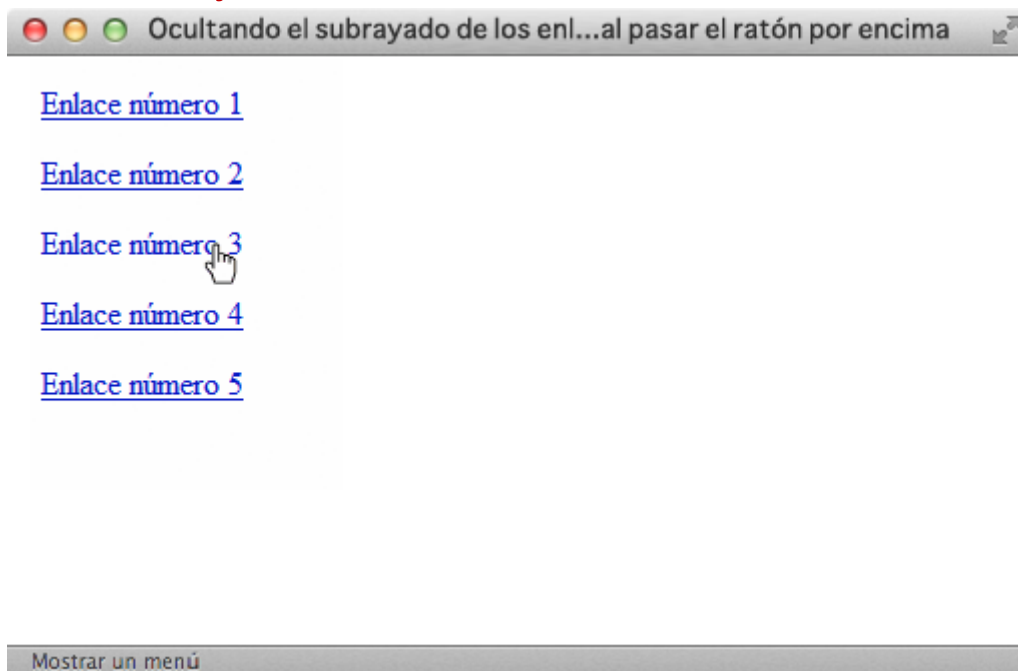 Ocultando el subrayado de los enl...al pasar el ratón por encima
Enlace número 1
Enlace número 2
Enlace número 3
Enlace número 4
Enlace número 5
Mostrar un menú